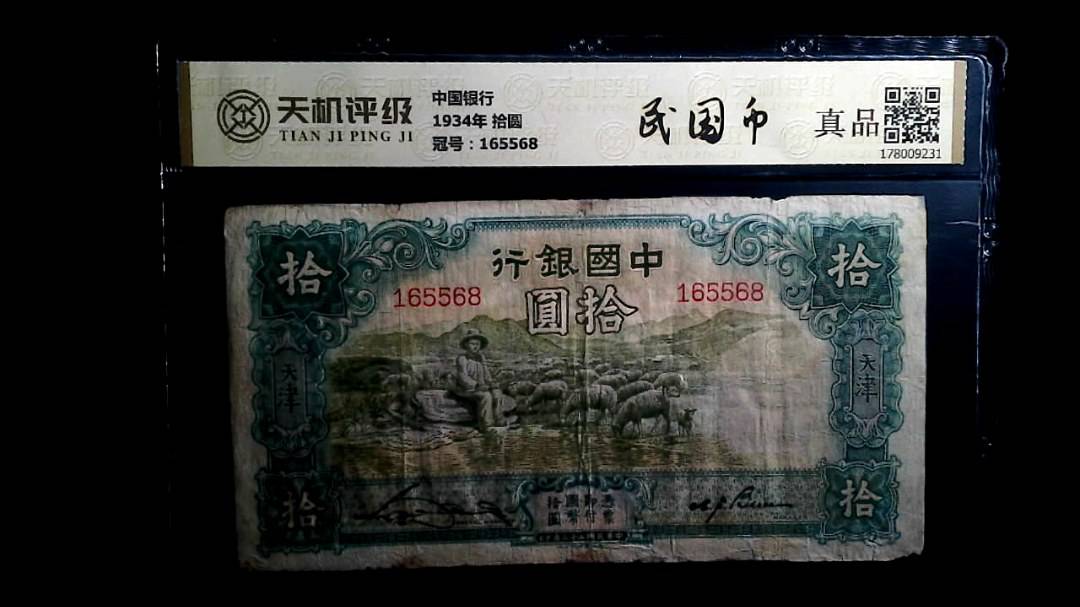 天机评级
TIAN JI PING JI
中国银行
1934年 拾圆
冠号：165568
民国币
真品
178009231
行銀國中
165568
165568
圓拾
拾
拾
天津
天津
拾
拾